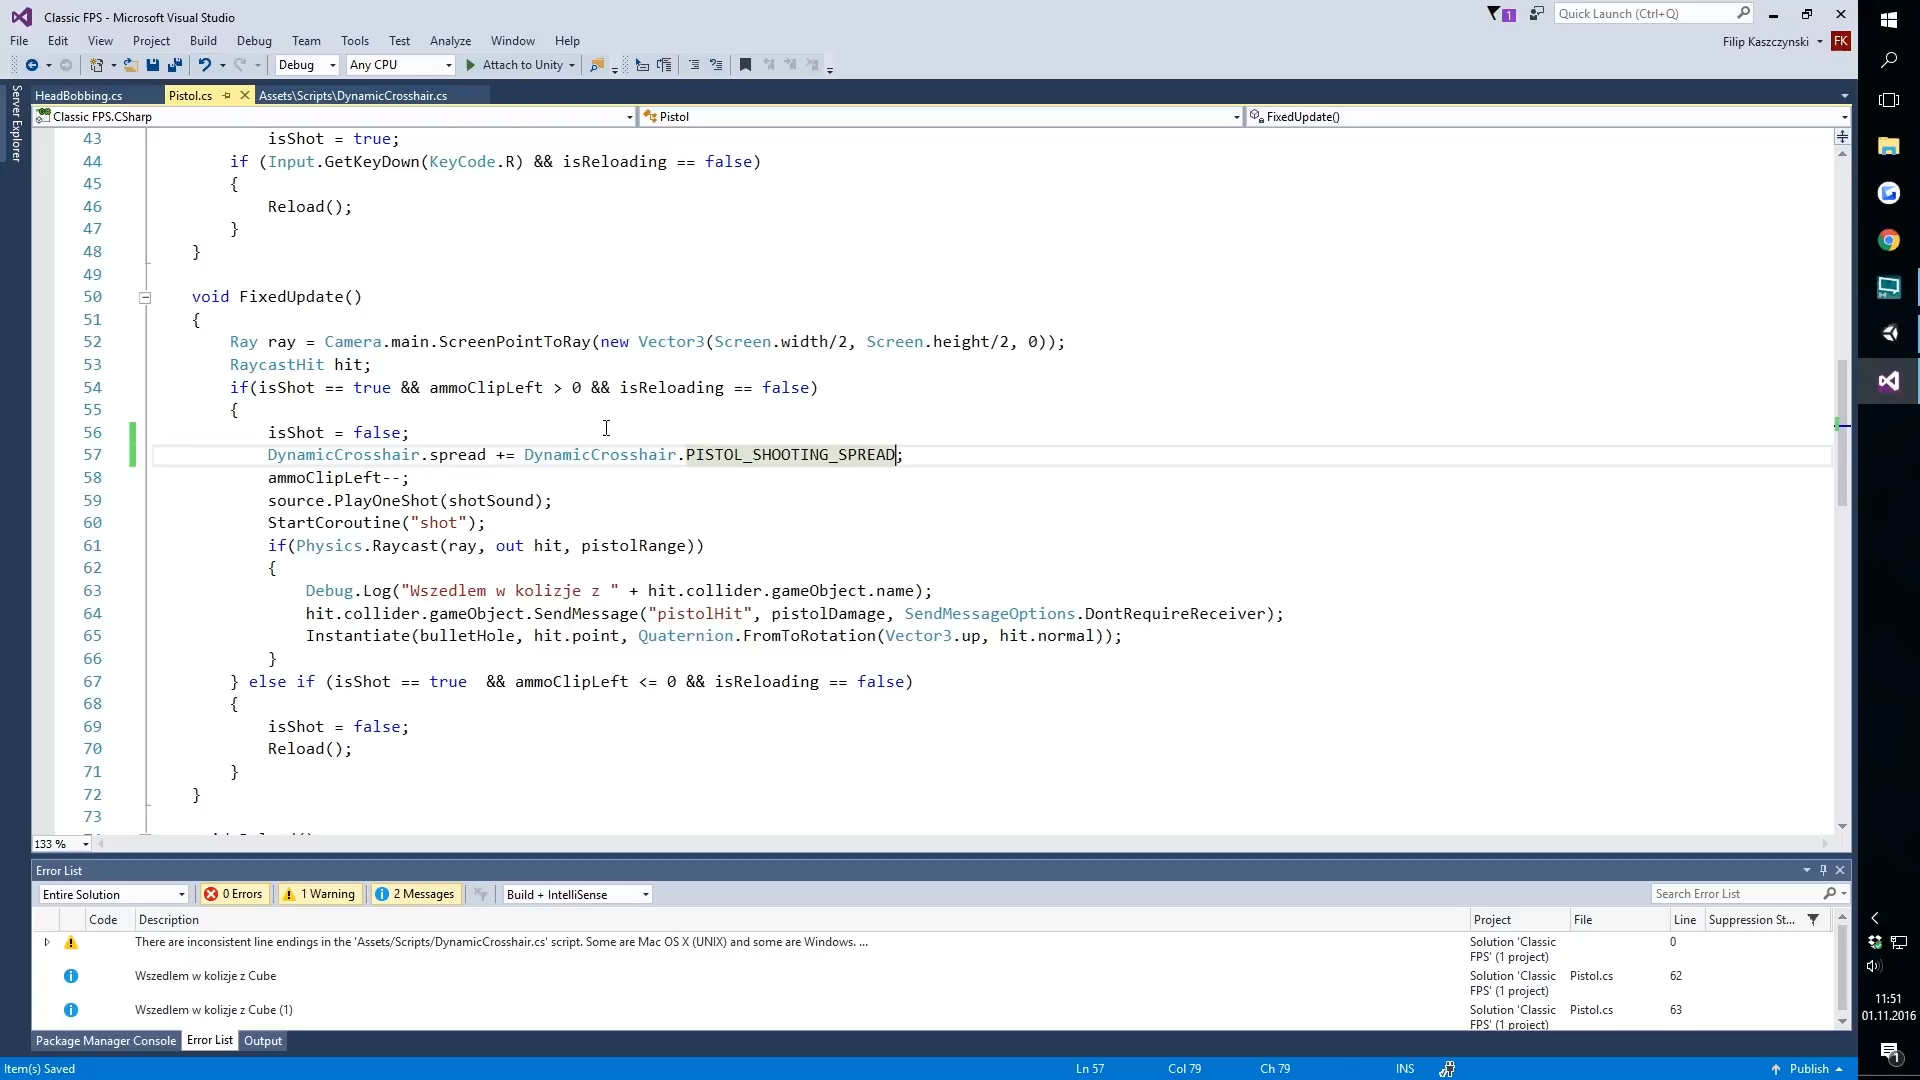 Classic FPS - Microsoft Visual Studio
1
Quick Launch (Ctrl+Q)
File Edit View Project Build Debug Team Tools Test Analyze Window Help
Filip Kaszczynski FK
Debug Any CPU Attach to Unity
Server Explorer
HeadBobbing.cs Pistol.cs Assets\Scripts\DynamicCrosshair.cs
Classic FPS.CSharp Pistol FixedUpdate()
43 isShot = true;
44 if (Input.GetKeyDown(KeyCode.R) && isReloading == false)
45 {
46 Reload();
47 }
48 }
49
50 void FixedUpdate()
51 {
52 Ray ray = Camera.main.ScreenPointToRay(new Vector3(Screen.width/2, Screen.height/2, 0));
53 RaycastHit hit;
54 if(isShot == true && ammoClipLeft > 0 && isReloading == false)
55 {
56 isShot = false;
57 DynamicCrosshair.spread += DynamicCrosshair.PISTOL_SHOOTING_SPREAD;
58 ammoClipLeft--;
59 source.PlayOneShot(shotSound);
60 StartCoroutine("shot");
61 if(Physics.Raycast(ray, out hit, pistolRange))
62 {
63 Debug.Log("Wszedlem w kolizje z " + hit.collider.gameObject.name);
64 hit.collider.gameObject.SendMessage("pistolHit", pistolDamage, SendMessageOptions.DontRequireReceiver);
65 Instantiate(bulletHole, hit.point, Quaternion.FromToRotation(Vector3.up, hit.normal));
66 }
67 } else if (isShot == true  && ammoClipLeft <= 0 && isReloading == false)
68 {
69 isShot = false;
70 Reload();
71 }
72 }
73
133 %
Error List
Entire Solution 0 Errors 1 Warning 2 Messages Build + IntelliSense Search Error List
Code Description Project File Line Suppression St...
There are inconsistent line endings in the 'Assets/Scripts/DynamicCrosshair.cs' script. Some are Mac OS X (UNIX) and some are Windows. ... Solution 'Classic FPS' (1 project) 0
Wszedlem w kolizje z Cube Solution 'Classic FPS' (1 project) Pistol.cs 62
Wszedlem w kolizje z Cube (1) Solution 'Classic FPS' (1 project) Pistol.cs 63
Package Manager Console Error List Output
Item(s) Saved Ln 57 Col 79 Ch 79 INS Publish
11:51
01.11.2016
1